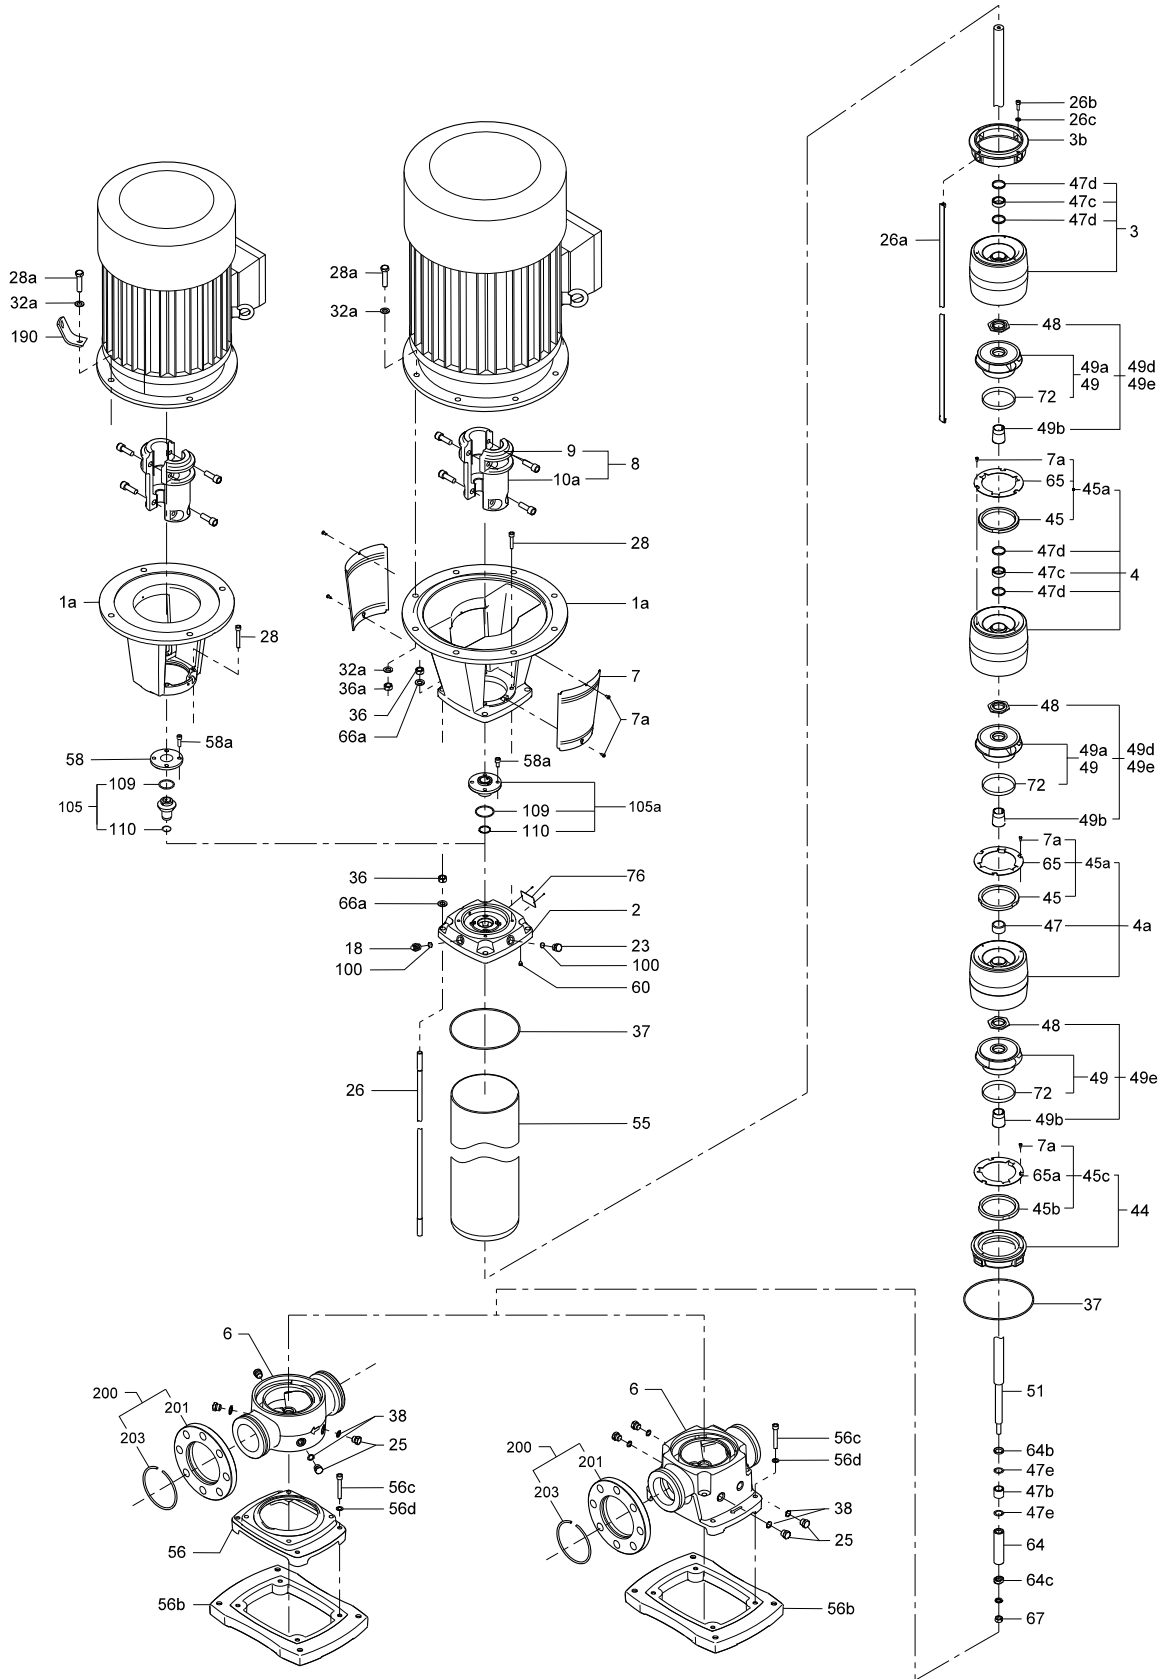 26b
26c
3b
47d
47c
3
47d
26a
28a
32a
190
28a
32a
48
49a
49
49d
49e
72
49b
9
8
10a
7a
65
45a
45
47d
47c
4
47d
28
1a
1a
28
32a
36a
36
66a
7
7a
48
49a
49
49d
49e
72
49b
58a
58
109
105
110
58a
109
105a
110
7a
65
45a
45
47
4a
36
66a
76
2
18
100
23
100
60
37
48
49
49e
72
49b
26
55
7a
65a
45c
45b
44
37
6
200
201
203
38
25
56c
56d
56
56b
6
200
201
203
56c
56d
38
25
56b
51
64b
47e
47b
47e
64
64c
67